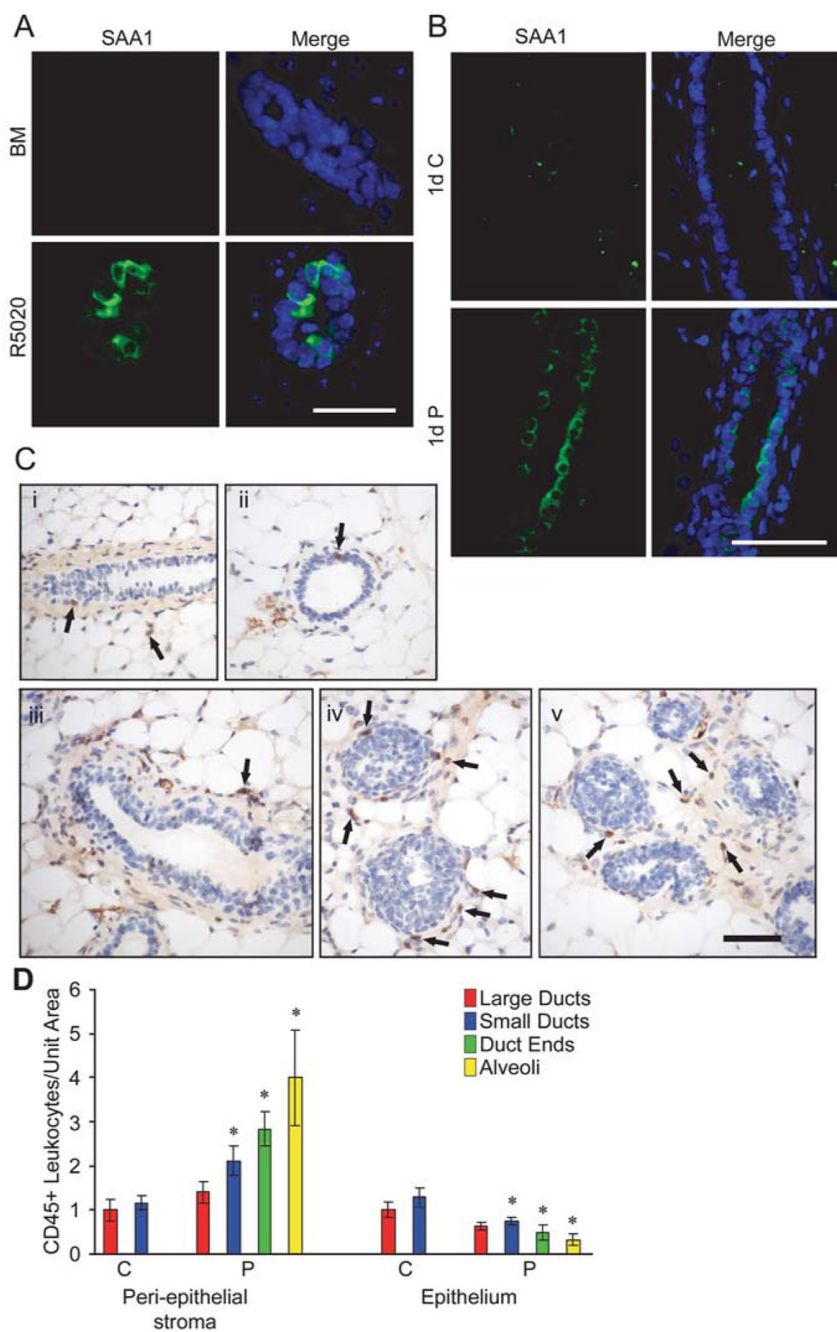 A
SAA1
Merge
BM
R5020
B
SAA1
Merge
1d C
1d P
C
i
ii
iii
iv
v
D
CD45+ Leukocytes/Unit Area
6
5
4
3
2
1
0
*
*
*
*
*
*
Large Ducts
Small Ducts
Duct Ends
Alveoli
C
P
C
P
Peri-epithelial
stroma
Epithelium